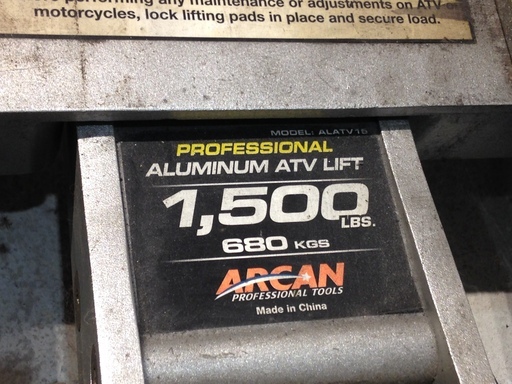 performing any maintenance or adjustments on ATV or
motorcycles, lock lifting pads in place and secure load.
MODEL: ALATV15
PROFESSIONAL
ALUMINUM ATV LIFT
1,500
LBS.
680 KGS
ARCAN
PROFESSIONAL TOOLS
Made in China